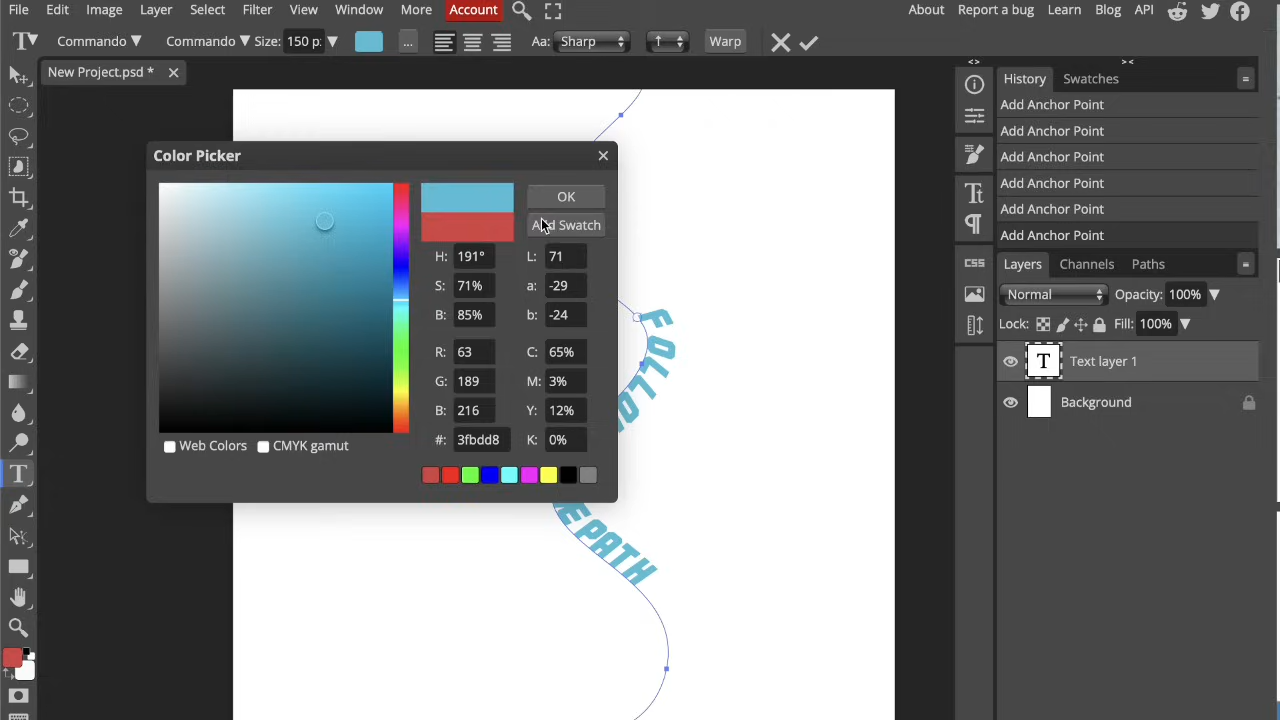 File Edit Image Layer Select Filter View Window More Account About Report a bug Learn Blog API
T Commando Commando Size: 150 p: ... Aa: Sharp Warp
New Project.psd *
History Swatches
Add Anchor Point
Add Anchor Point
Add Anchor Point
Add Anchor Point
Add Anchor Point
Add Anchor Point
Color Picker
OK
Add Swatch
H: 191° L: 71
S: 71% a: -29
B: 85% b: -24
R: 63 C: 65%
G: 189 M: 3%
B: 216 Y: 12%
#: 3fbdd8 K: 0%
Web Colors CMYK gamut
FOLLO
E PATH
CSS
Layers Channels Paths
Normal Opacity: 100%
Lock: Fill: 100%
T Text layer 1
Background